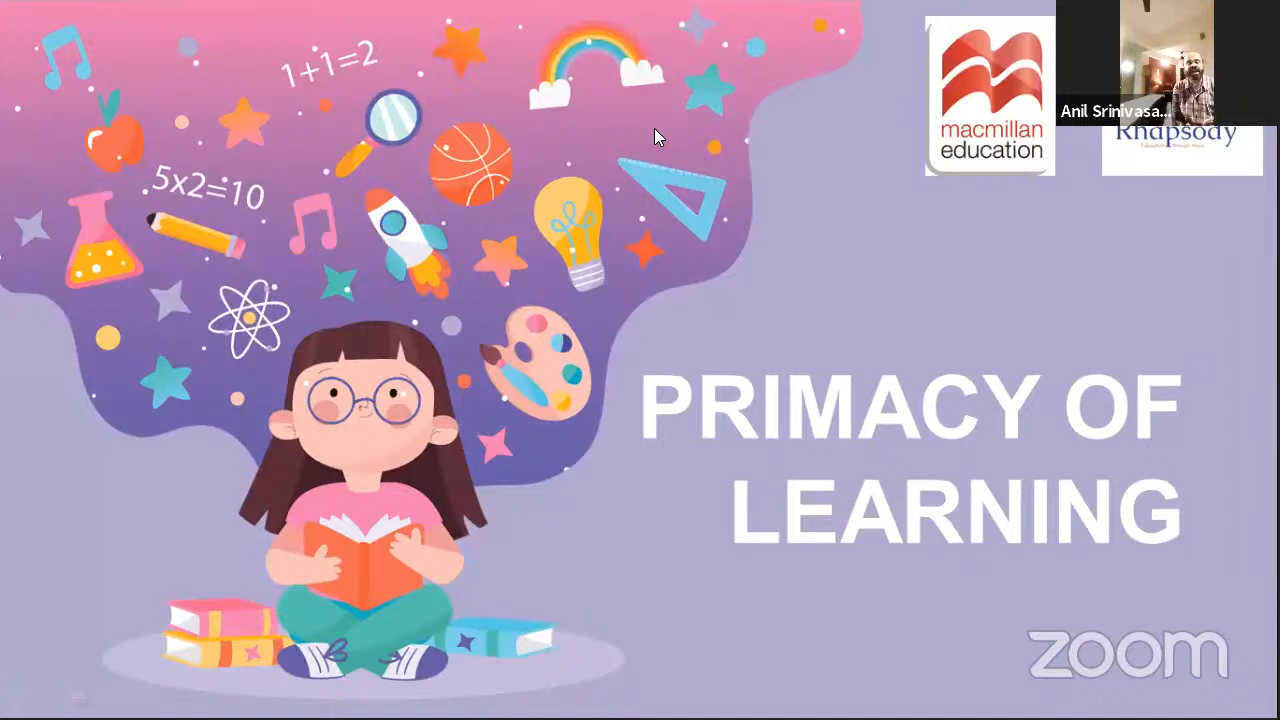 1+1=2
5x2=10
macmillan
education
Anil Srinivasa...
Rhapsody
PRIMACY OF
LEARNING
zoom